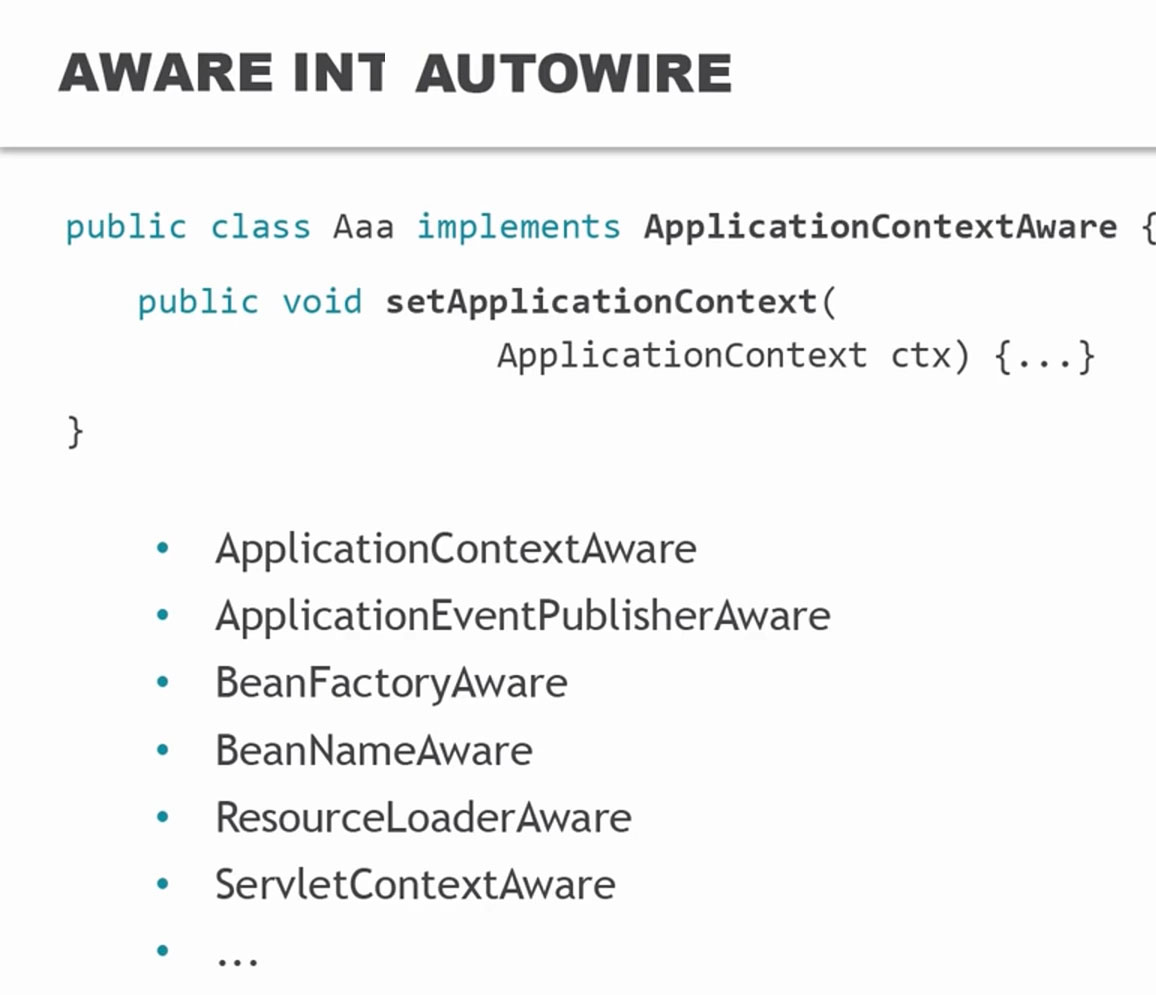 AWARE INT AUTOWIRE
public class Aaa implements ApplicationContextAware {
public void setApplicationContext(
ApplicationContext ctx) {...}
}
• ApplicationContextAware
• ApplicationEventPublisherAware
• BeanFactoryAware
• BeanNameAware
• ResourceLoaderAware
• ServletContextAware
• ...